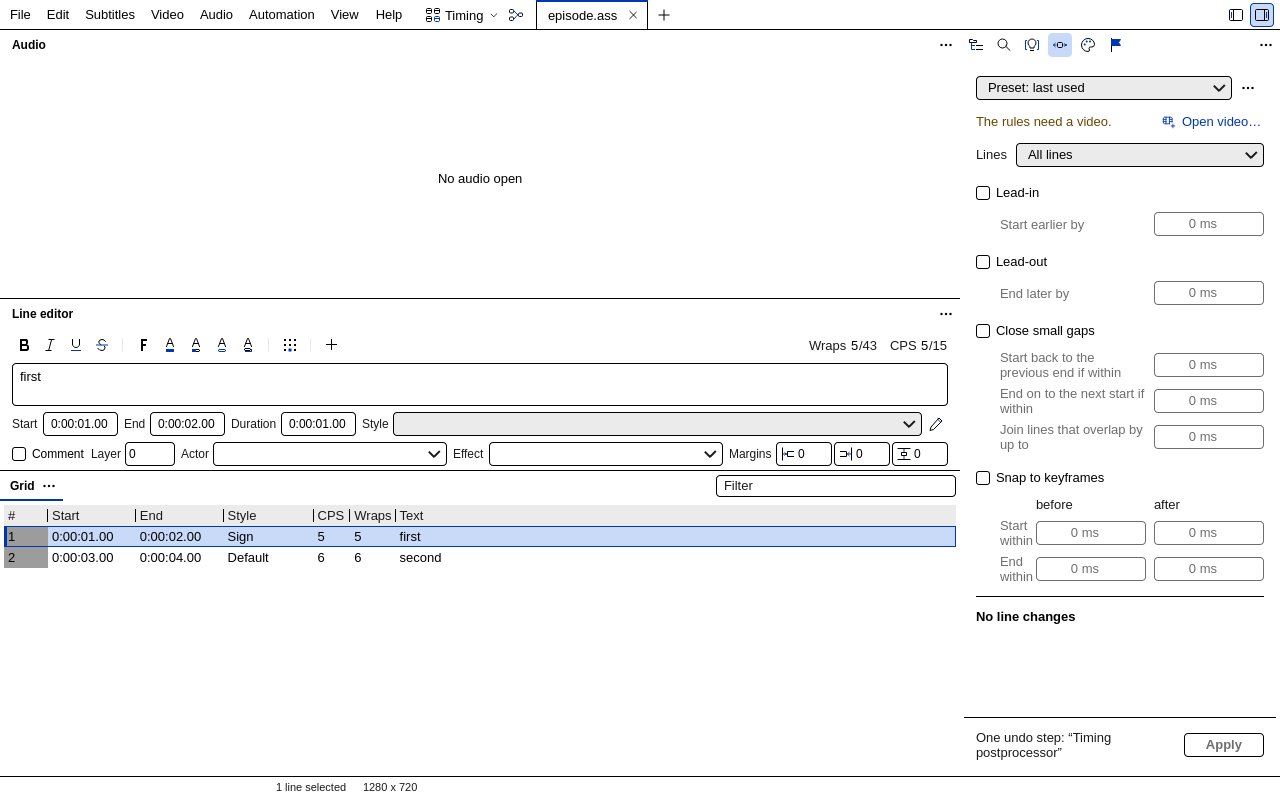 File Edit Subtitles Video Audio Automation View Help Timing episode.ass
Audio
No audio open
Line editor
Wraps 5/43 CPS 5/15
first
Start 0:00:01.00 End 0:00:02.00 Duration 0:00:01.00 Style
Comment Layer 0 Actor Effect Margins 0 0 0
Grid Filter
# Start End Style CPS Wraps Text
1 0:00:01.00 0:00:02.00 Sign 5 5 first
2 0:00:03.00 0:00:04.00 Default 6 6 second
1 line selected 1280 x 720
Preset: last used
The rules need a video. Open video…
Lines All lines
Lead-in
Start earlier by 0 ms
Lead-out
End later by 0 ms
Close small gaps
Start back to the
previous end if within 0 ms
End on to the next start if
within 0 ms
Join lines that overlap by
up to 0 ms
Snap to keyframes
before after
Start
within 0 ms 0 ms
End
within 0 ms 0 ms
No line changes
One undo step: “Timing
postprocessor” Apply